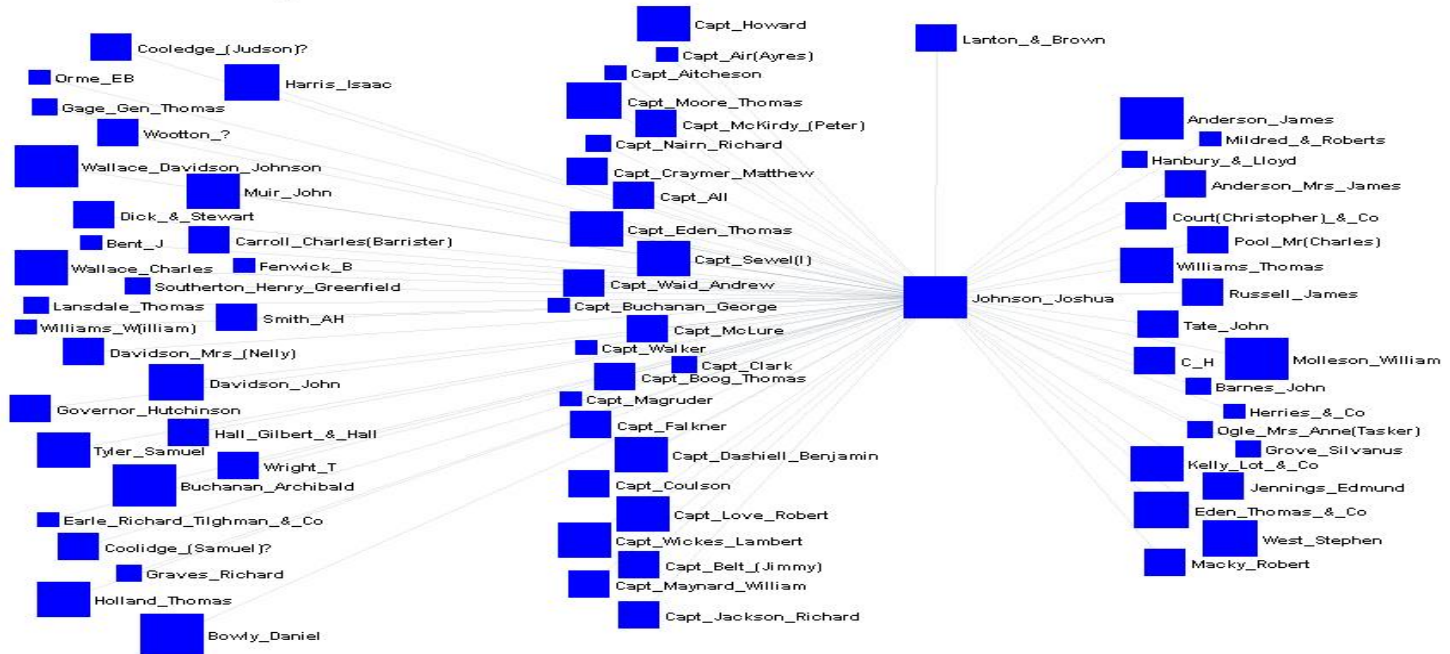 Cooledge_(Judson)?
Orme_EB
Harris_Isaac
Gage_Gen_Thomas
Wootton_?
Wallace_Davidson_Johnson
Muir_John
Dick_&_Stewart
Bent_J
Carroll_Charles(Barrister)
Wallace_Charles
Fenwick_B
Southerton_Henry_Greenfield
Lansdale_Thomas
Smith_AH
Williams_W(illiam)
Davidson_Mrs_(Nelly)
Davidson_John
Governor_Hutchinson
Hall_Gilbert_&_Hall
Tyler_Samuel
Wright_T
Buchanan_Archibald
Earle_Richard_Tilghman_&_Co
Coolidge_(Samuel)?
Graves_Richard
Holland_Thomas
Bowly_Daniel
Capt_Howard
Capt_Air(Ayres)
Capt_Aitcheson
Capt_Moore_Thomas
Capt_McKirdy_(Peter)
Capt_Nairn_Richard
Capt_Craymer_Matthew
Capt_All
Capt_Eden_Thomas
Capt_Sewel(l)
Capt_Waid_Andrew
Capt_Buchanan_George
Capt_McLure
Capt_Walker
Capt_Clark
Capt_Boog_Thomas
Capt_Magruder
Capt_Falkner
Capt_Dashiell_Benjamin
Capt_Coulson
Capt_Love_Robert
Capt_Wickes_Lambert
Capt_Belt_(Jimmy)
Capt_Maynard_William
Capt_Jackson_Richard
Lanton_&_Brown
Johnson_Joshua
Anderson_James
Mildred_&_Roberts
Hanbury_&_Lloyd
Anderson_Mrs_James
Court(Christopher)_&_Co
Pool_Mr(Charles)
Williams_Thomas
Russell_James
Tate_John
C_H
Molleson_William
Barnes_John
Herries_&_Co
Ogle_Mrs_Anne(Tasker)
Grove_Silvanus
Kelly_Lot_&_Co
Jennings_Edmund
Eden_Thomas_&_Co
West_Stephen
Macky_Robert